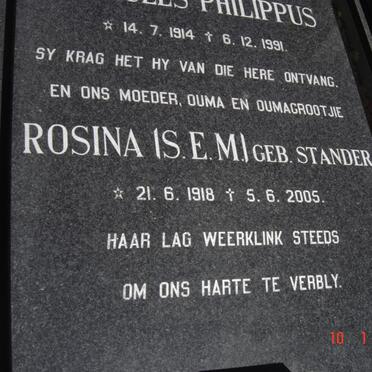 PHILIPPUS
☆ 14. 7. 1914 † 6. 12. 1991.
SY KRAG HET HY VAN DIE HERE ONTVANG.
EN ONS MOEDER, OUMA EN OUMAGROOTJIE
ROSINA (S.E.M.) GEB. STANDER
☆ 21. 6. 1918 † 5. 6. 2005.
HAAR LAG WEERKLINK STEEDS
OM ONS HARTE TE VERBLY.
10 1